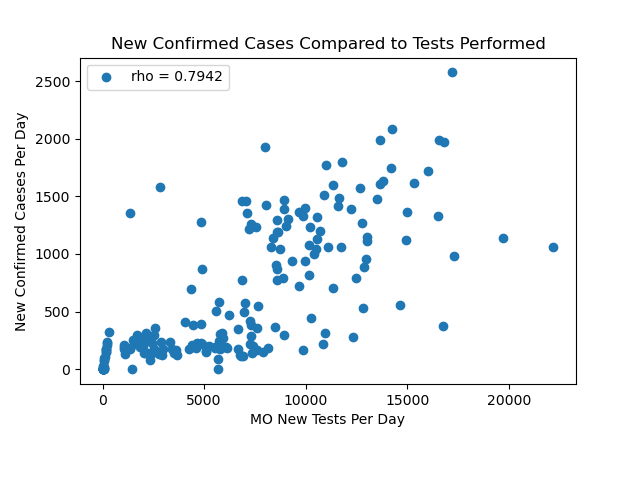 New Confirmed Cases Compared to Tests Performed
rho = 0.7942
New Confirmed Caeses Per Day
2500
2000
1500
1000
500
0
0 5000 10000 15000 20000
MO New Tests Per Day